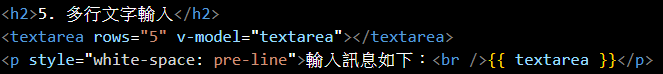 <h2>5. 多行文字輸入</h2>
<textarea rows="5" v-model="textarea"></textarea>
<p style="white-space: pre-line">輸入訊息如下：<br />{{ textarea }}</p>